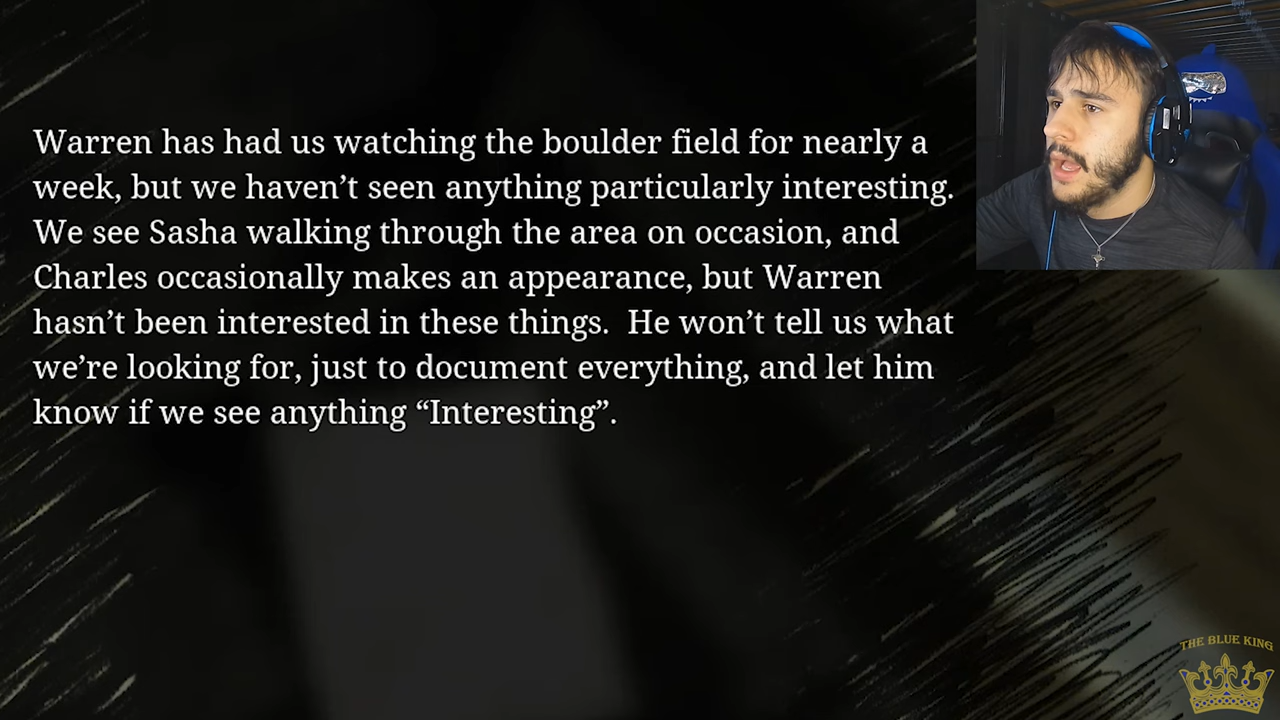 Warren has had us watching the boulder field for nearly a
week, but we haven’t seen anything particularly interesting.
We see Sasha walking through the area on occasion, and
Charles occasionally makes an appearance, but Warren
hasn’t been interested in these things.  He won’t tell us what
we’re looking for, just to document everything, and let him
know if we see anything “Interesting”.
THE BLUE KING